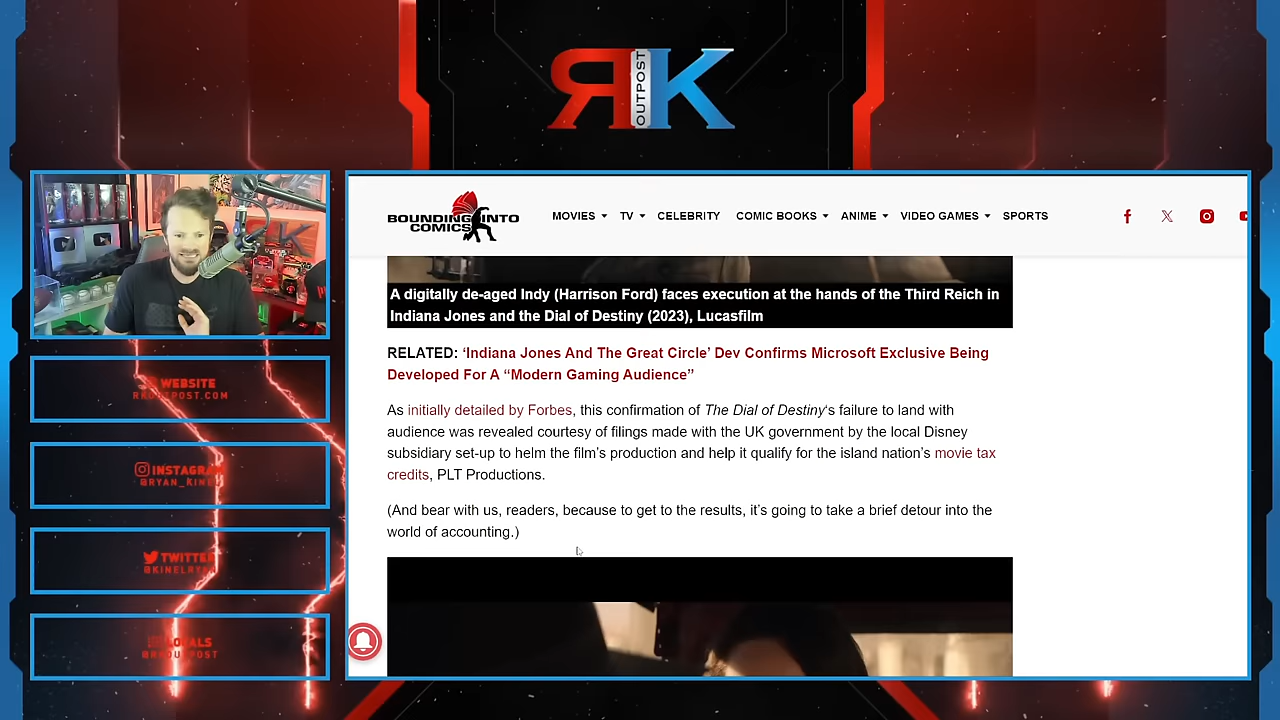 RK
OUTPOST
BOUNDING INTO
COMICS
MOVIES TV CELEBRITY COMIC BOOKS ANIME VIDEO GAMES SPORTS
A digitally de-aged Indy (Harrison Ford) faces execution at the hands of the Third Reich in
Indiana Jones and the Dial of Destiny (2023), Lucasfilm
RELATED: ‘Indiana Jones And The Great Circle’ Dev Confirms Microsoft Exclusive Being
Developed For A “Modern Gaming Audience”
As initially detailed by Forbes, this confirmation of The Dial of Destiny‘s failure to land with
audience was revealed courtesy of filings made with the UK government by the local Disney
subsidiary set-up to helm the film’s production and help it qualify for the island nation’s movie tax
credits, PLT Productions.
(And bear with us, readers, because to get to the results, it’s going to take a brief detour into the
world of accounting.)
WEBSITE
RKOUTPOST.COM
INSTAGRAM
@RYAN_KINEL
TWITTER
@KINELRYAN
LOCALS
@RKOUTPOST